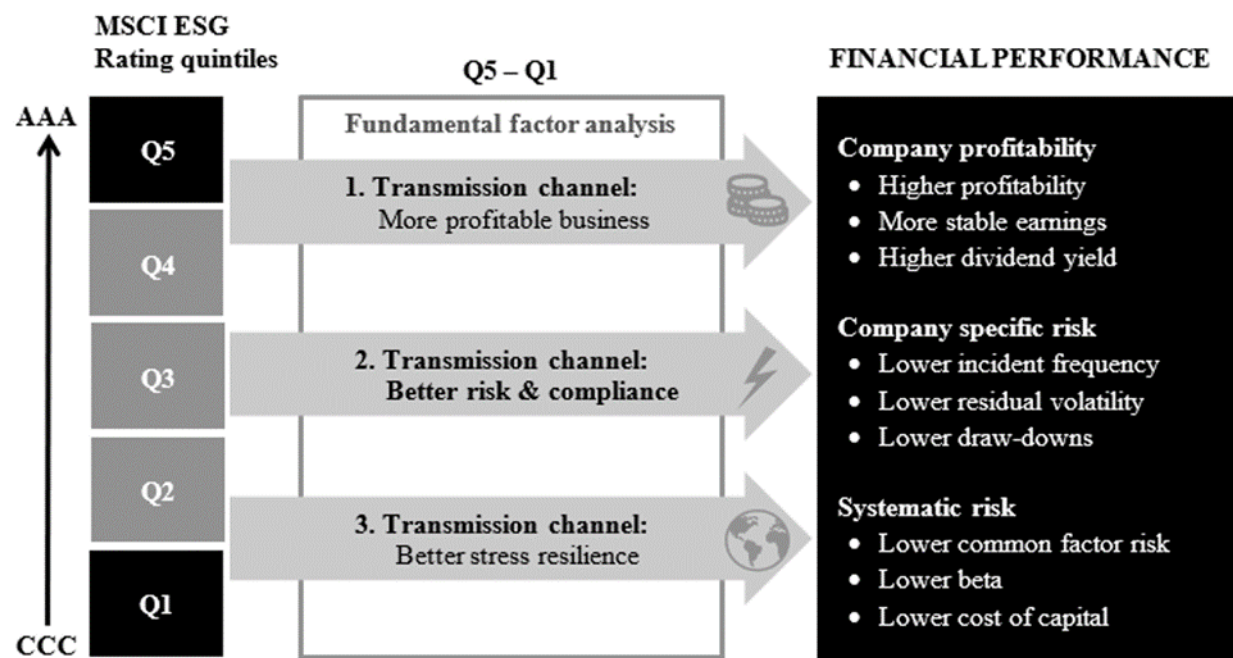 MSCI ESG
Rating quintiles
AAA
Q5
Q4
Q3
Q2
Q1
CCC
Q5 – Q1
Fundamental factor analysis
1. Transmission channel:
More profitable business
2. Transmission channel:
Better risk & compliance
3. Transmission channel:
Better stress resilience
FINANCIAL PERFORMANCE
Company profitability
• Higher profitability
• More stable earnings
• Higher dividend yield
Company specific risk
• Lower incident frequency
• Lower residual volatility
• Lower draw-downs
Systematic risk
• Lower common factor risk
• Lower beta
• Lower cost of capital